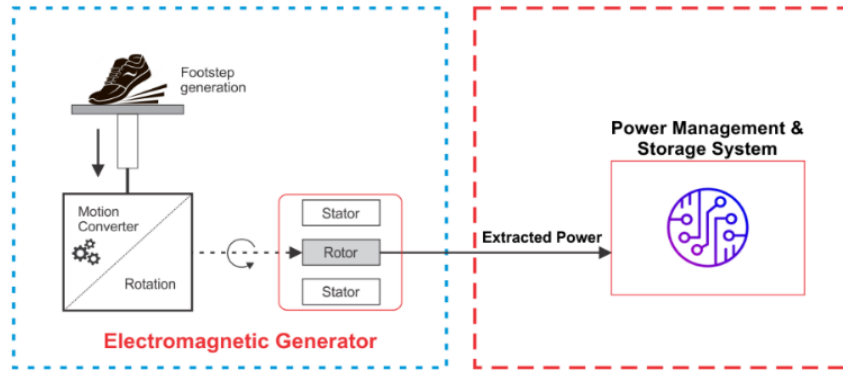 Footstep
generation
Motion
Converter
Rotation
Stator
Rotor
Stator
Electromagnetic Generator
Extracted Power
Power Management &
Storage System